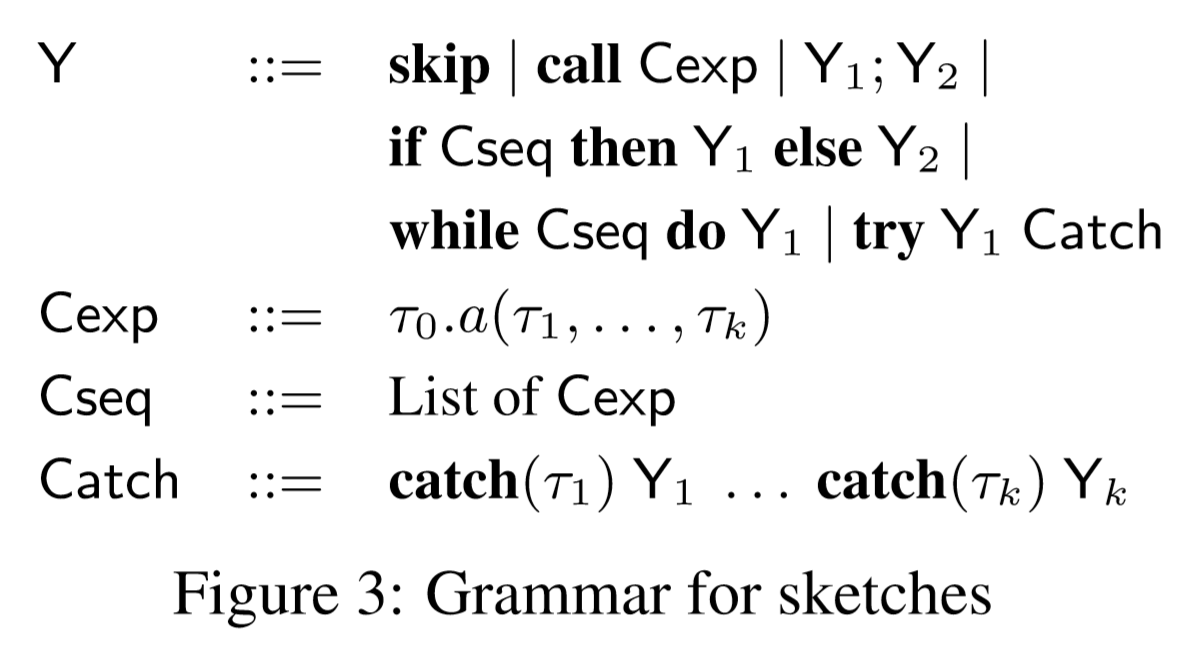 Y ::= skip | call Cexp | Y₁; Y₂ |
if Cseq then Y₁ else Y₂ |
while Cseq do Y₁ | try Y₁ Catch
Cexp ::= τ₀.a(τ₁, . . . , τₖ)
Cseq ::= List of Cexp
Catch ::= catch(τ₁) Y₁ . . . catch(τₖ) Yₖ
Figure 3: Grammar for sketches